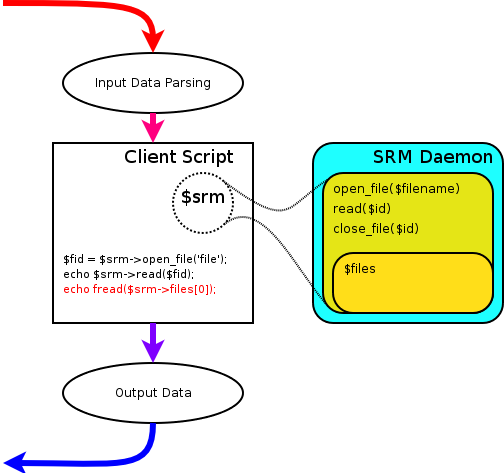 Input Data Parsing
Client Script
$srm
$fid = $srm->open_file('file');
echo $srm->read($fid);
echo fread($srm->files[0]);
SRM Daemon
open_file($filename)
read($id)
close_file($id)
$files
Output Data